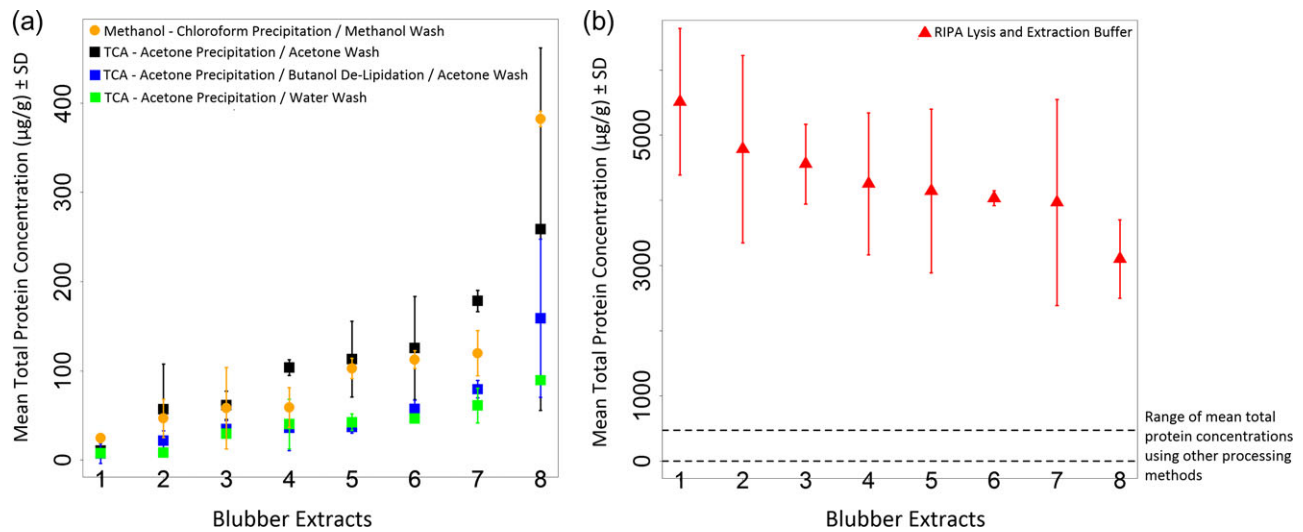 (a)
Methanol - Chloroform Precipitation / Methanol Wash
TCA - Acetone Precipitation / Acetone Wash
TCA - Acetone Precipitation / Butanol De-Lipidation / Acetone Wash
TCA - Acetone Precipitation / Water Wash
Mean Total Protein Concentration (µg/g) ± SD
400
300
200
100
0
1 2 3 4 5 6 7 8
Blubber Extracts
(b)
RIPA Lysis and Extraction Buffer
Mean Total Protein Concentration (µg/g) ± SD
5000
3000
1000
0
1 2 3 4 5 6 7 8
Blubber Extracts
Range of mean total
protein concentrations
using other processing
methods